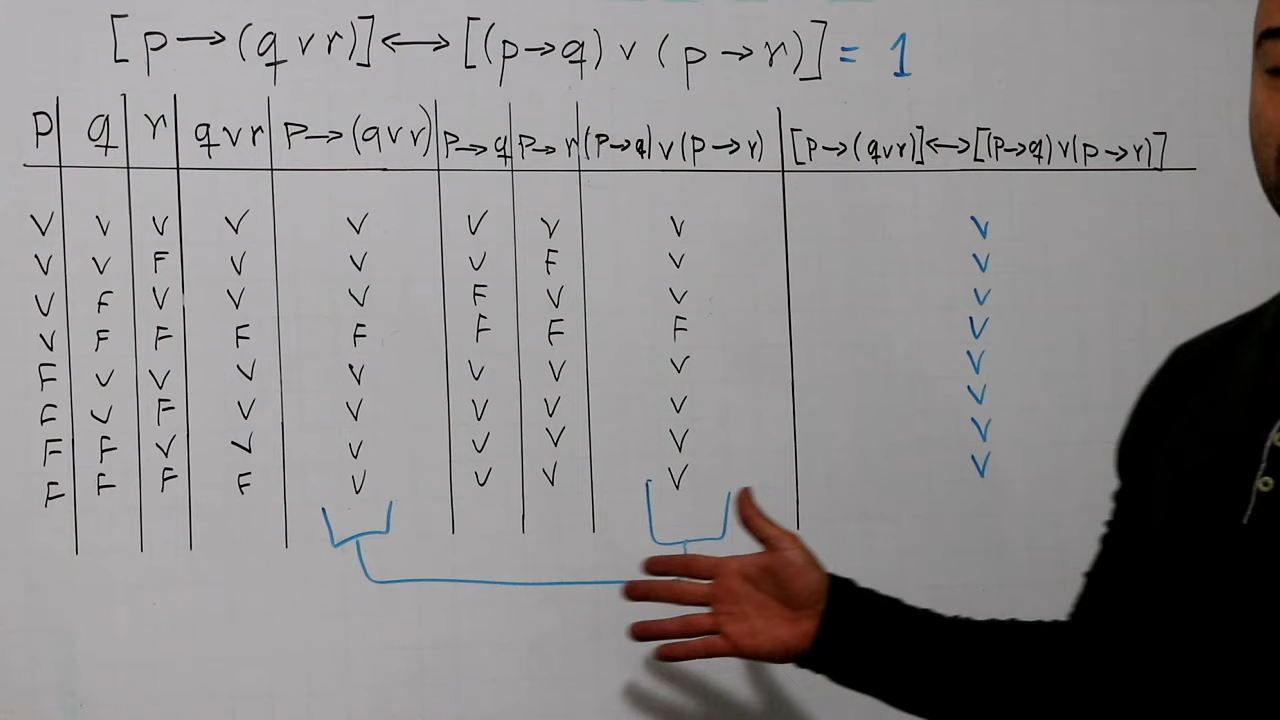 [p→(q∨r)]↔[(p→q)∨(p→r)] = 1
p q r q∨r p→(q∨r) p→q p→r (p→q)∨(p→r) [p→(q∨r)]↔[(p→q)∨(p→r)]
V V V V V V V V V
V V F V V V F V V
V F V V V F V V V
V F F F F F F F V
F V V V V V V V V
F V F V V V V V V
F F V V V V V V V
F F F F V V V V V